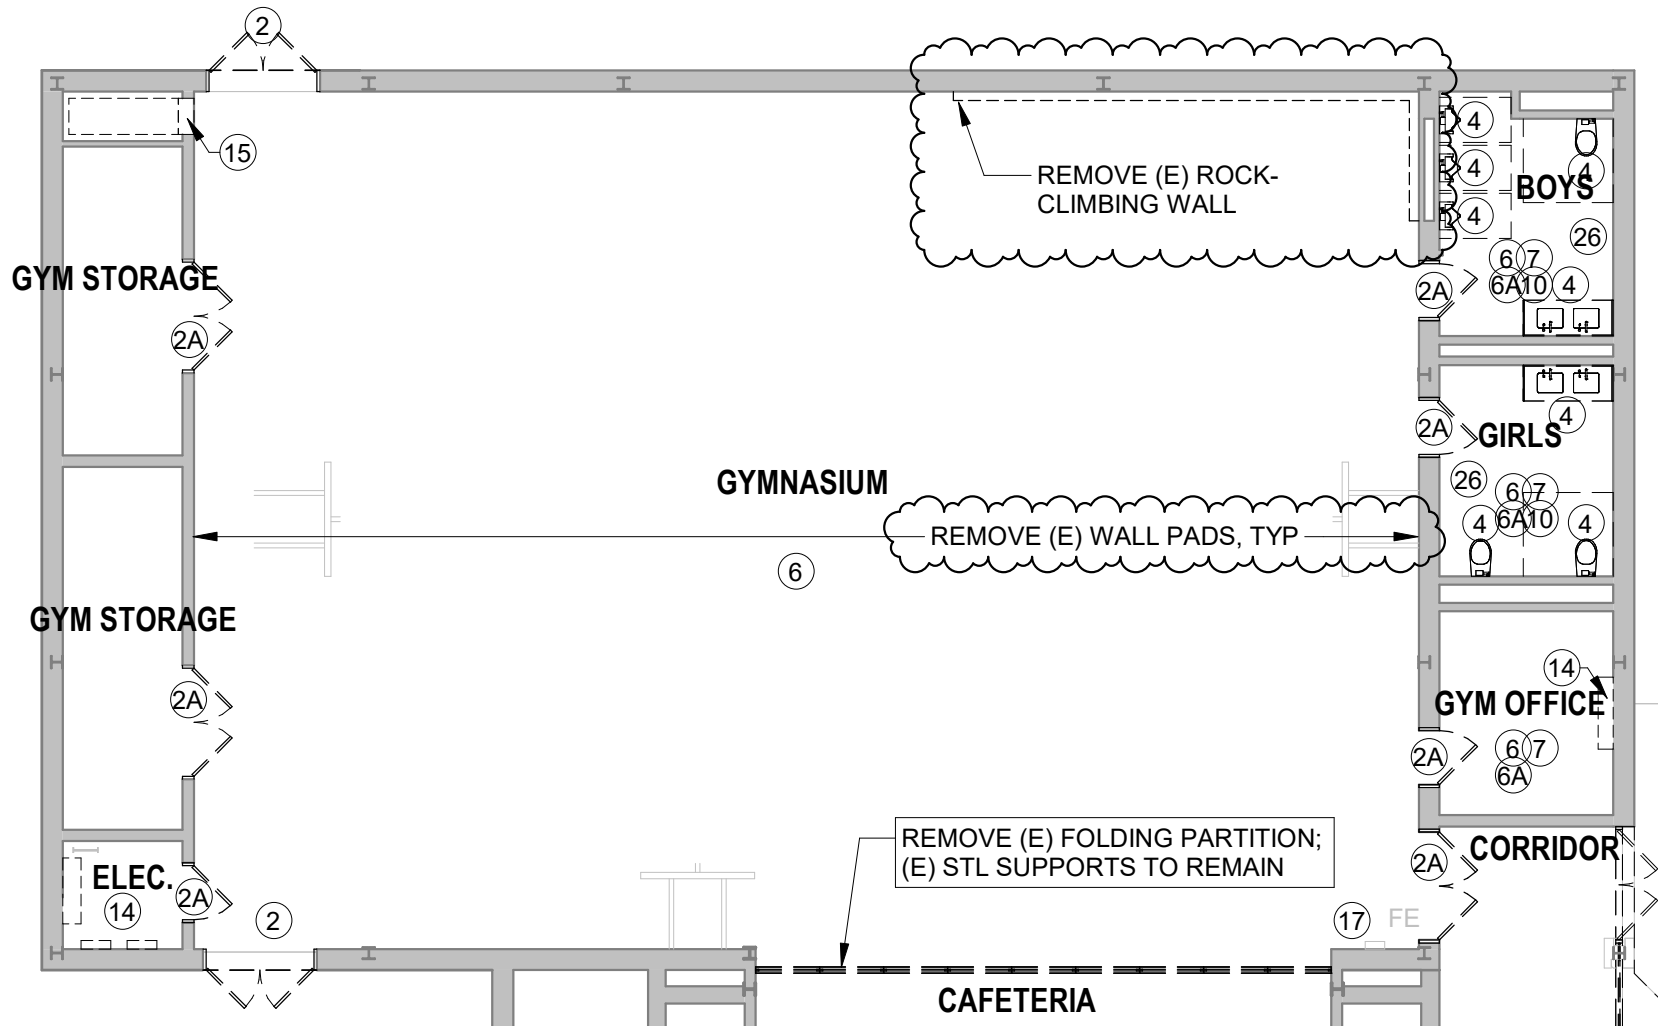 2
15
4
REMOVE (E) ROCK-
CLIMBING WALL
4
4
BOYS
4
26
GYM STORAGE
6 7
2A
6A 10 4
2A
4
2A
GIRLS
GYMNASIUM
26
6 7
6A 10
4
4
REMOVE (E) WALL PADS, TYP
6
GYM STORAGE
14
2A
GYM OFFICE
6 7
2A
6A
REMOVE (E) FOLDING PARTITION;
(E) STL SUPPORTS TO REMAIN
CORRIDOR
2A
ELEC.
2A
14
2
17
FE
CAFETERIA